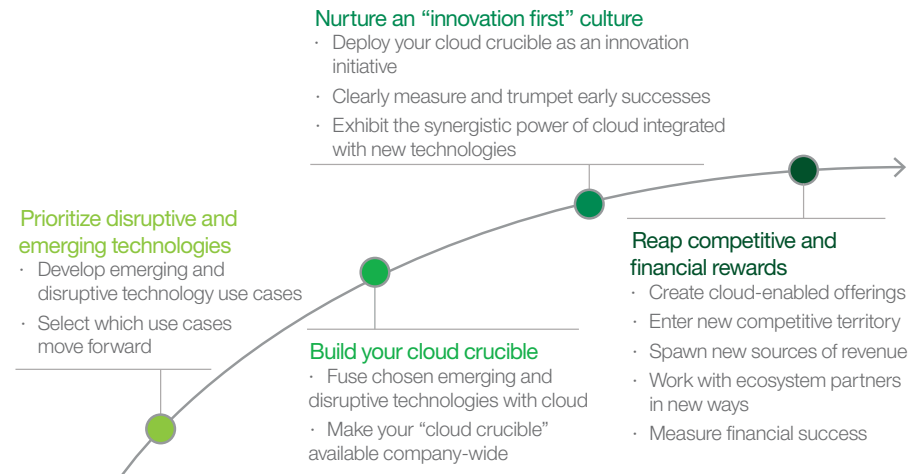 Nurture an “innovation first” culture
· Deploy your cloud crucible as an innovation
initiative
· Clearly measure and trumpet early successes
· Exhibit the synergistic power of cloud integrated
with new technologies
Prioritize disruptive and
emerging technologies
· Develop emerging and
disruptive technology use cases
· Select which use cases
move forward
Build your cloud crucible
· Fuse chosen emerging and
disruptive technologies with cloud
· Make your “cloud crucible”
available company-wide
Reap competitive and
financial rewards
· Create cloud-enabled offerings
· Enter new competitive territory
· Spawn new sources of revenue
· Work with ecosystem partners
in new ways
· Measure financial success